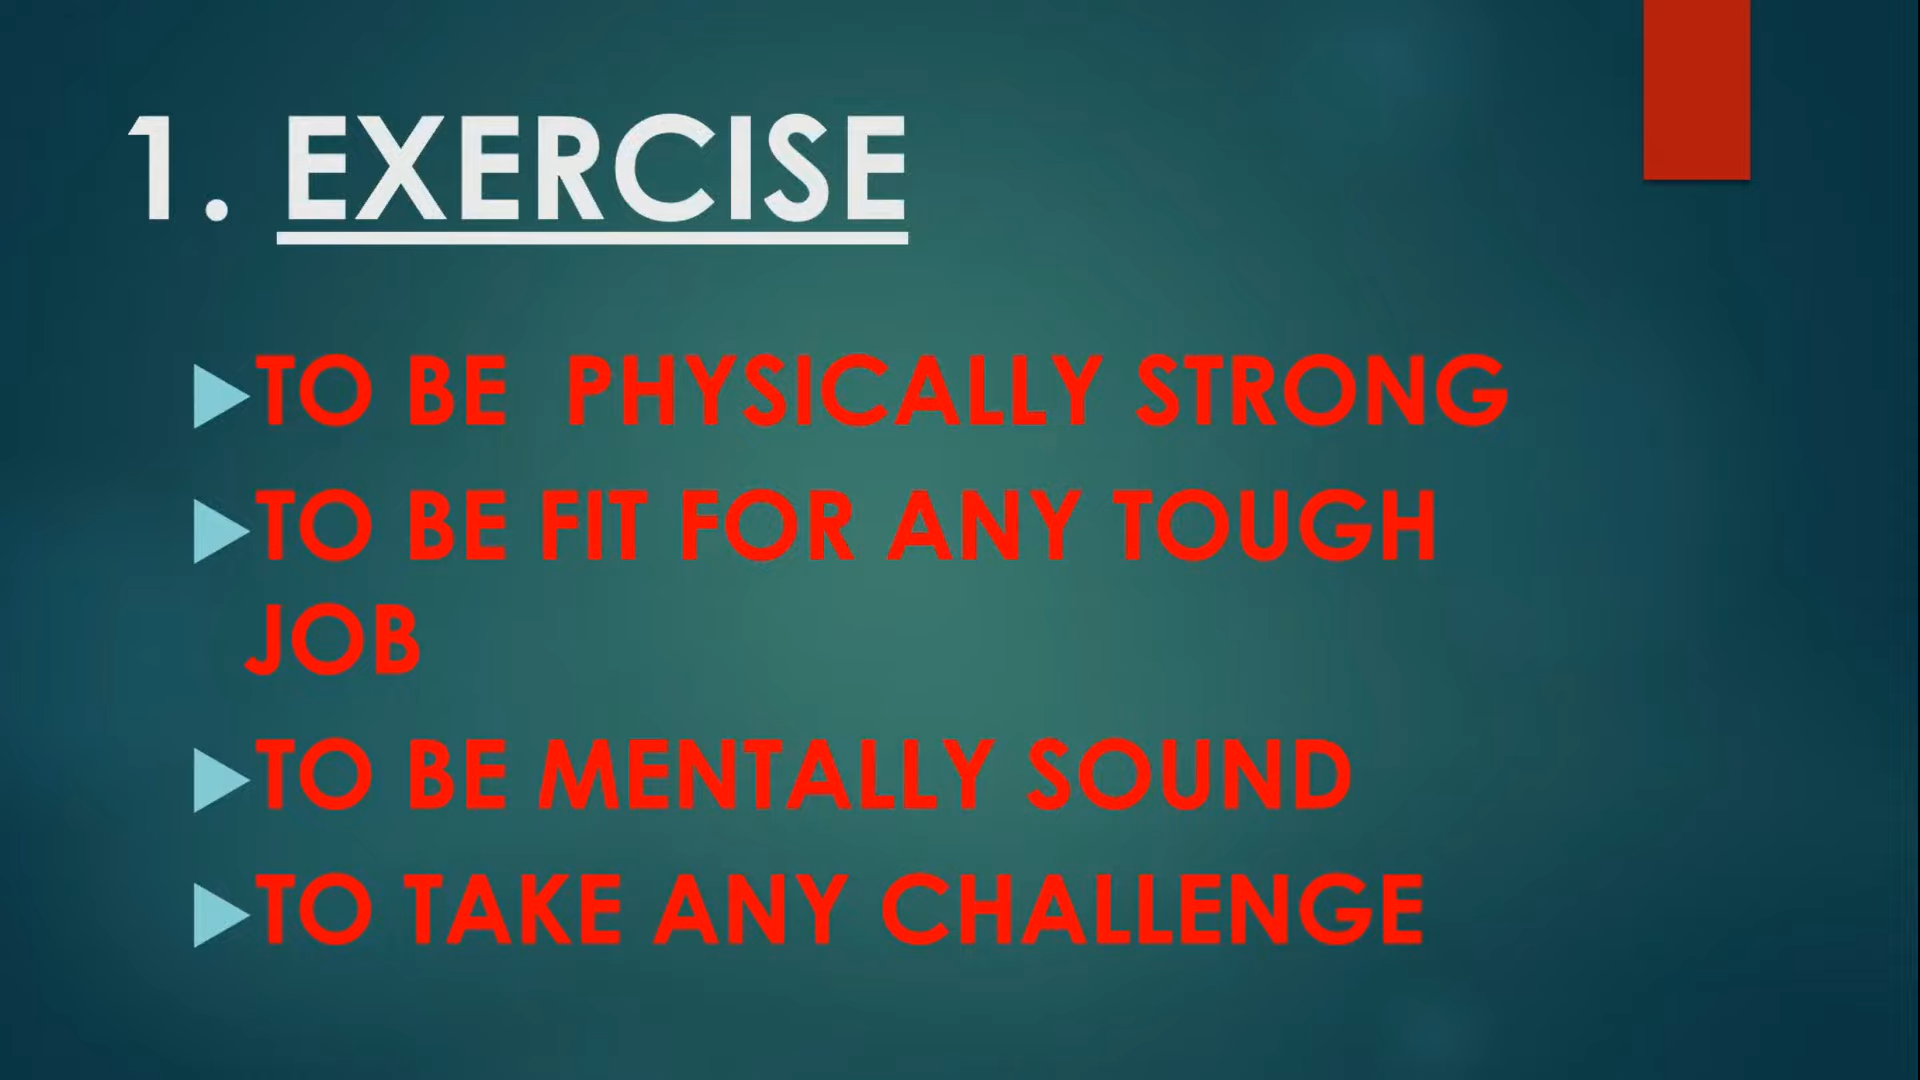 1. EXERCISE
TO BE PHYSICALLY STRONG
TO BE FIT FOR ANY TOUGH
JOB
TO BE MENTALLY SOUND
TO TAKE ANY CHALLENGE